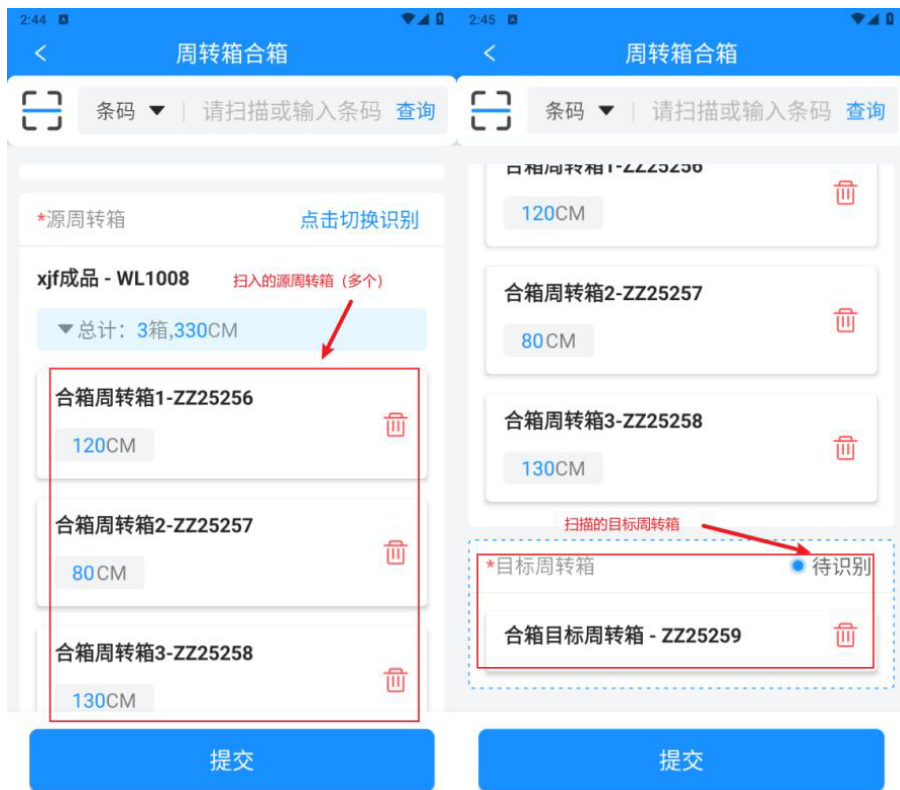 2:44
周转箱合箱
条码
请扫描或输入条码
查询
*源周转箱
点击切换识别
xjf成品 - WL1008
扫入的源周转箱（多个）
总计：3箱,330CM
合箱周转箱1-ZZ25256
120CM
合箱周转箱2-ZZ25257
80CM
合箱周转箱3-ZZ25258
130CM
提交
2:45
周转箱合箱
条码
请扫描或输入条码
查询
合箱周转箱1-ZZ25256
120CM
合箱周转箱2-ZZ25257
80CM
合箱周转箱3-ZZ25258
130CM
扫描的目标周转箱
*目标周转箱
待识别
合箱目标周转箱 - ZZ25259
提交